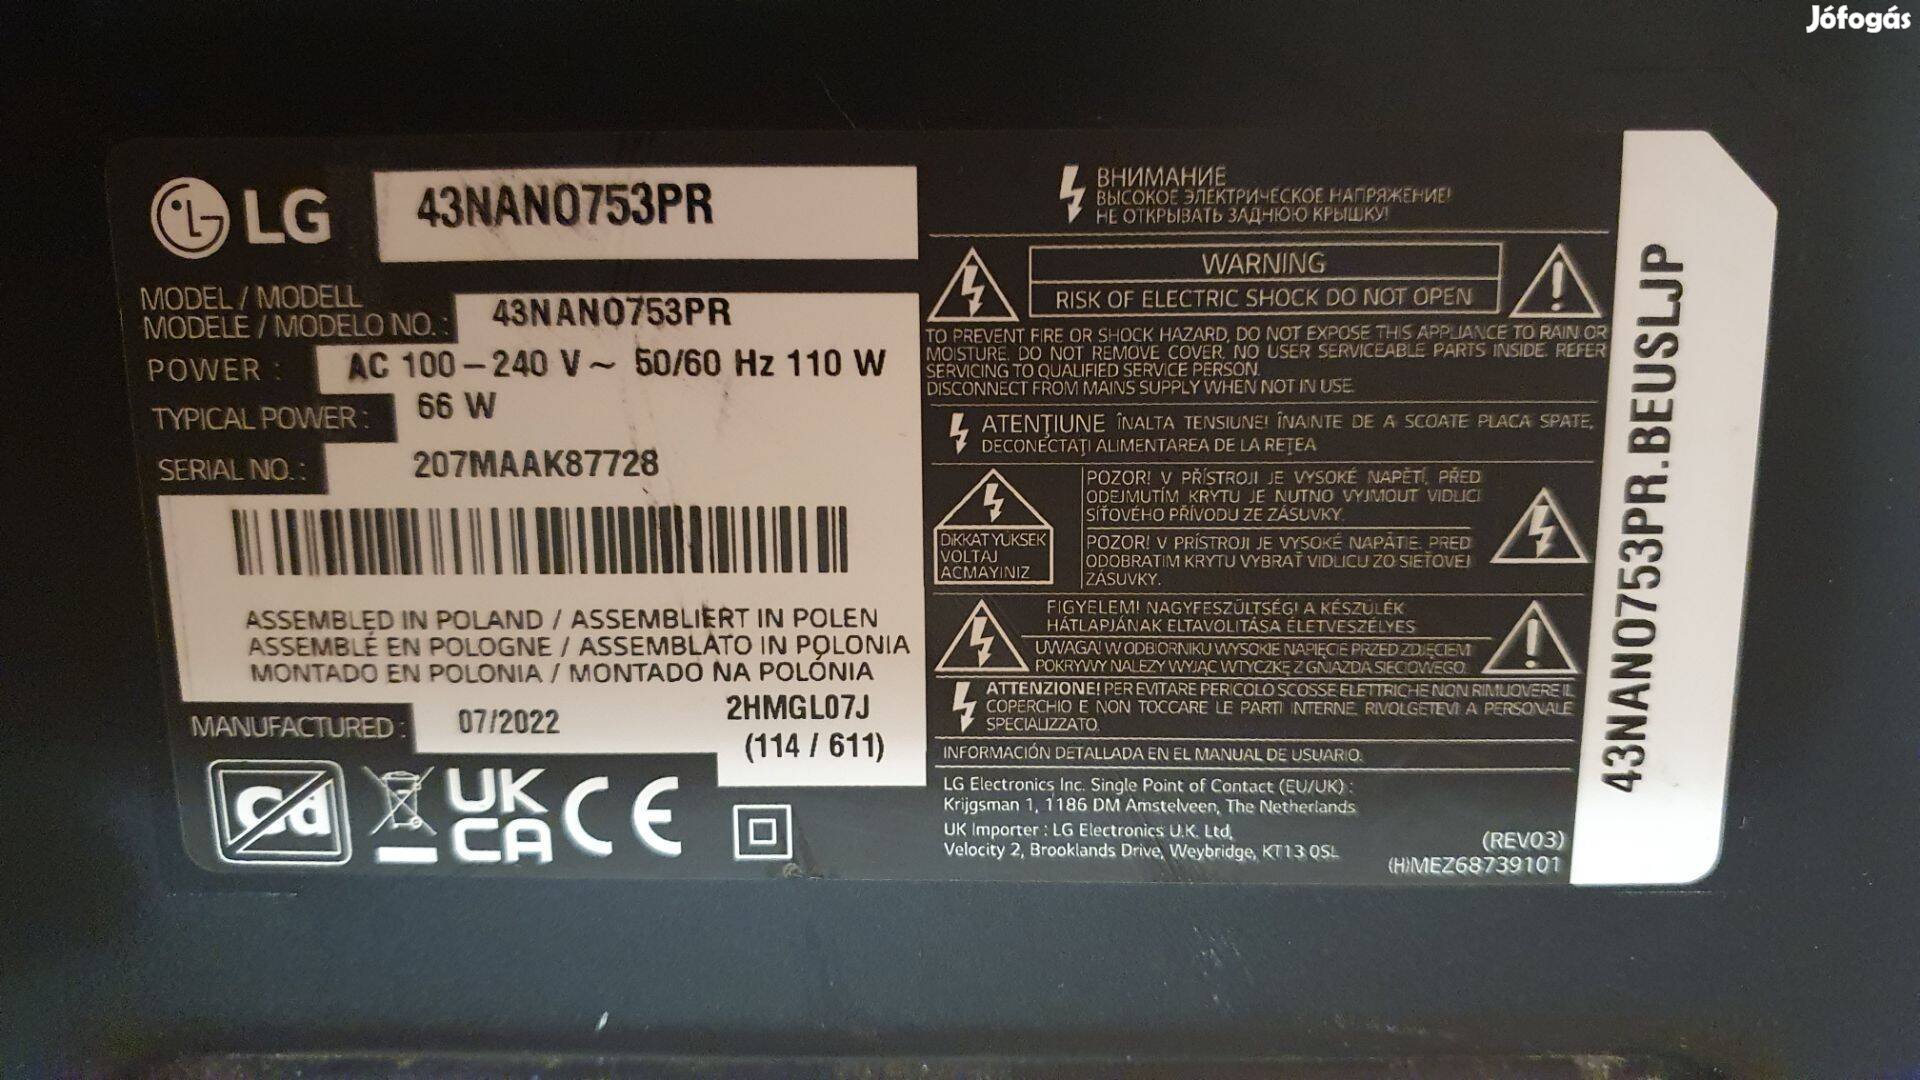 Jófogás
LG
43NANO753PR
MODEL / MODELL
MODELE / MODELO NO. :
43NANO753PR
POWER :
AC 100 – 240 V ~ 50/60 Hz 110 W
TYPICAL POWER :
66 W
SERIAL NO. :
207MAAK87728
ASSEMBLED IN POLAND / ASSEMBLIERT IN POLEN
ASSEMBLÉ EN POLOGNE / ASSEMBLATO IN POLONIA
MONTADO EN POLONIA / MONTADO NA POLÓNIA
MANUFACTURED :
07/2022
2HMGL07J
(114 / 611)
Cd
UK
CA
CE
ВНИМАНИЕ
ВЫСОКОЕ ЭЛЕКТРИЧЕСКОЕ НАПРЯЖЕНИЕ!
НЕ ОТКРЫВАТЬ ЗАДНЮЮ КРЫШКУ!
WARNING
RISK OF ELECTRIC SHOCK DO NOT OPEN
TO PREVENT FIRE OR SHOCK HAZARD, DO NOT EXPOSE THIS APPLIANCE TO RAIN OR
MOISTURE. DO NOT REMOVE COVER. NO USER SERVICEABLE PARTS INSIDE. REFER
SERVICING TO QUALIFIED SERVICE PERSON.
DISCONNECT FROM MAINS SUPPLY WHEN NOT IN USE.
ATENŢIUNE ÎNALTA TENSIUNE! ÎNAINTE DE A SCOATE PLACA SPATE,
DECONECTAŢI ALIMENTAREA DE LA REŢEA
DİKKAT YÜKSEK
VOLTAJ
AÇMAYINIZ
POZOR! V PŘÍSTROJI JE VYSOKÉ NAPĚTÍ, PŘED
ODEJMUTÍM KRYTU JE NUTNO VYJMOUT VIDLICI
SÍŤOVÉHO PŘÍVODU ZE ZÁSUVKY.
POZOR! V PRÍSTROJI JE VYSOKÉ NAPÄTIE. PRED
ODOBRATIM KRYTU VYBRAŤ VIDLICU ZO SIEŤOVEJ
ZÁSUVKY.
FIGYELEM! NAGYFESZÜLTSÉG! A KÉSZÜLÉK
HÁTLAPJÁNAK ELTAVOLITÁSA ÉLETVESZÉLYES
UWAGA! W ODBIORNIKU WYSOKIE NAPIĘCIE PRZED ZDJĘCIEM
POKRYWY NALEŻY WYJĄĆ WTYCZKĘ Z GNIAZDA SIECIOWEGO.
ATTENZIONE! PER EVITARE PERICOLO SCOSSE ELETTRICHE NON RIMUOVERE IL
COPERCHIO E NON TOCCARE LE PARTI INTERNE. RIVOLGETEVI A PERSONALE
SPECIALIZZATO.
INFORMACIÓN DETALLADA EN EL MANUAL DE USUARIO.
LG Electronics Inc. Single Point of Contact (EU/UK) :
Krijgsman 1, 1186 DM Amstelveen, The Netherlands
UK Importer : LG Electronics U.K. Ltd,
Velocity 2, Brooklands Drive, Weybridge, KT13 0SL
(REV03)
(H)MEZ68739101
43NANO753PR.BEUSLJP